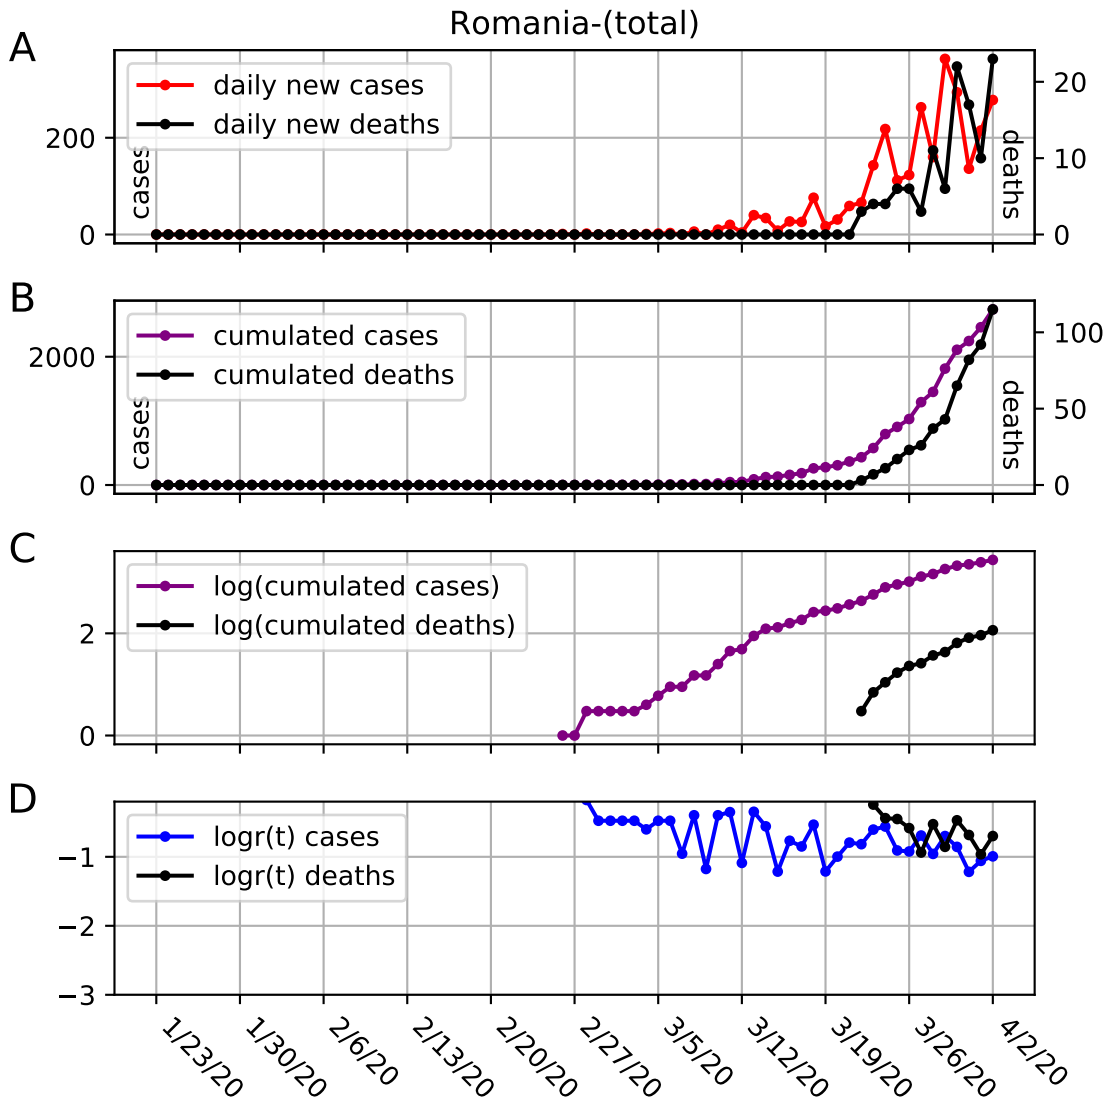 Romania-(total)
A
daily new cases
daily new deaths
200
0
cases
20
10
0
deaths
B
cumulated cases
cumulated deaths
2000
0
cases
100
50
0
deaths
C
log(cumulated cases)
log(cumulated deaths)
2
0
D
logr(t) cases
logr(t) deaths
−1
−2
−3
1/23/20
1/30/20
2/6/20
2/13/20
2/20/20
2/27/20
3/5/20
3/12/20
3/19/20
3/26/20
4/2/20